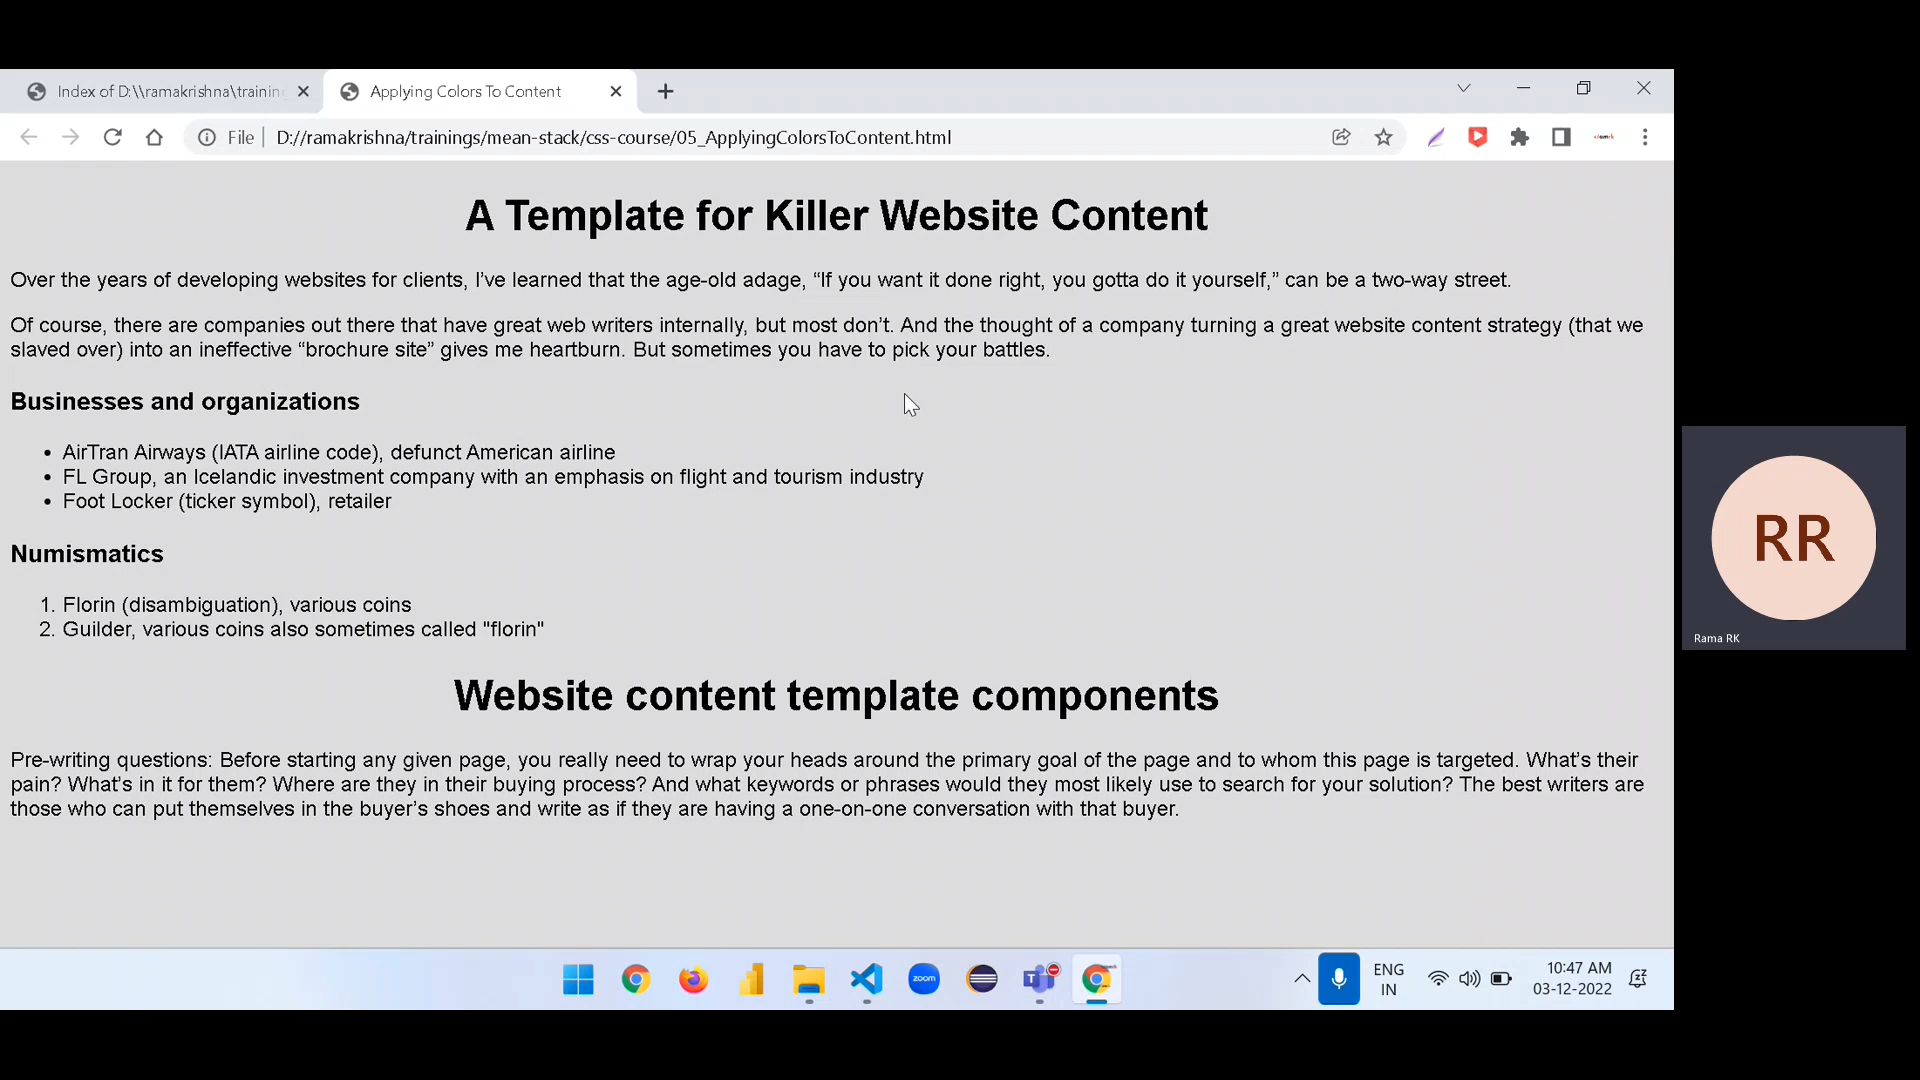 Index of D:\\ramakrishna\trainin
Applying Colors To Content
File
D://ramakrishna/trainings/mean-stack/css-course/05_ApplyingColorsToContent.html
A Template for Killer Website Content
Over the years of developing websites for clients, I’ve learned that the age-old adage, “If you want it done right, you gotta do it yourself,” can be a two-way street.
Of course, there are companies out there that have great web writers internally, but most don’t. And the thought of a company turning a great website content strategy (that we
slaved over) into an ineffective “brochure site” gives me heartburn. But sometimes you have to pick your battles.
Businesses and organizations
• AirTran Airways (IATA airline code), defunct American airline
• FL Group, an Icelandic investment company with an emphasis on flight and tourism industry
• Foot Locker (ticker symbol), retailer
Numismatics
1. Florin (disambiguation), various coins
2. Guilder, various coins also sometimes called "florin"
Website content template components
Pre-writing questions: Before starting any given page, you really need to wrap your heads around the primary goal of the page and to whom this page is targeted. What’s their
pain? What’s in it for them? Where are they in their buying process? And what keywords or phrases would they most likely use to search for your solution? The best writers are
those who can put themselves in the buyer’s shoes and write as if they are having a one-on-one conversation with that buyer.
RR
Rama RK
zoom
ENG
IN
10:47 AM
03-12-2022